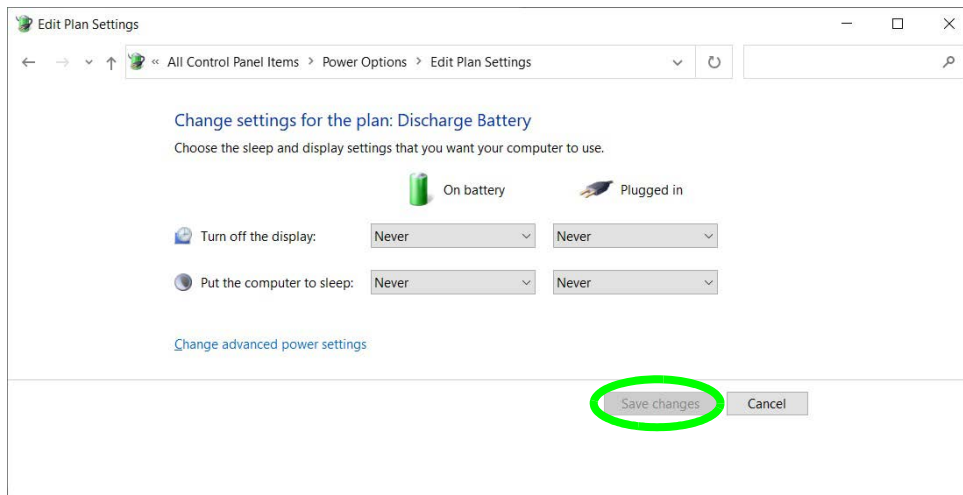 Edit Plan Settings
« All Control Panel Items > Power Options > Edit Plan Settings
Change settings for the plan: Discharge Battery
Choose the sleep and display settings that you want your computer to use.
On battery Plugged in
Turn off the display: Never Never
Put the computer to sleep: Never Never
Change advanced power settings
Save changes Cancel